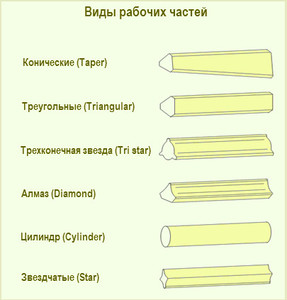 Виды рабочих частей
Конические (Taper)
Треугольные (Triangular)
Трехконечная звезда (Tri star)
Алмаз (Diamond)
Цилиндр (Cylinder)
Звездчатые (Star)